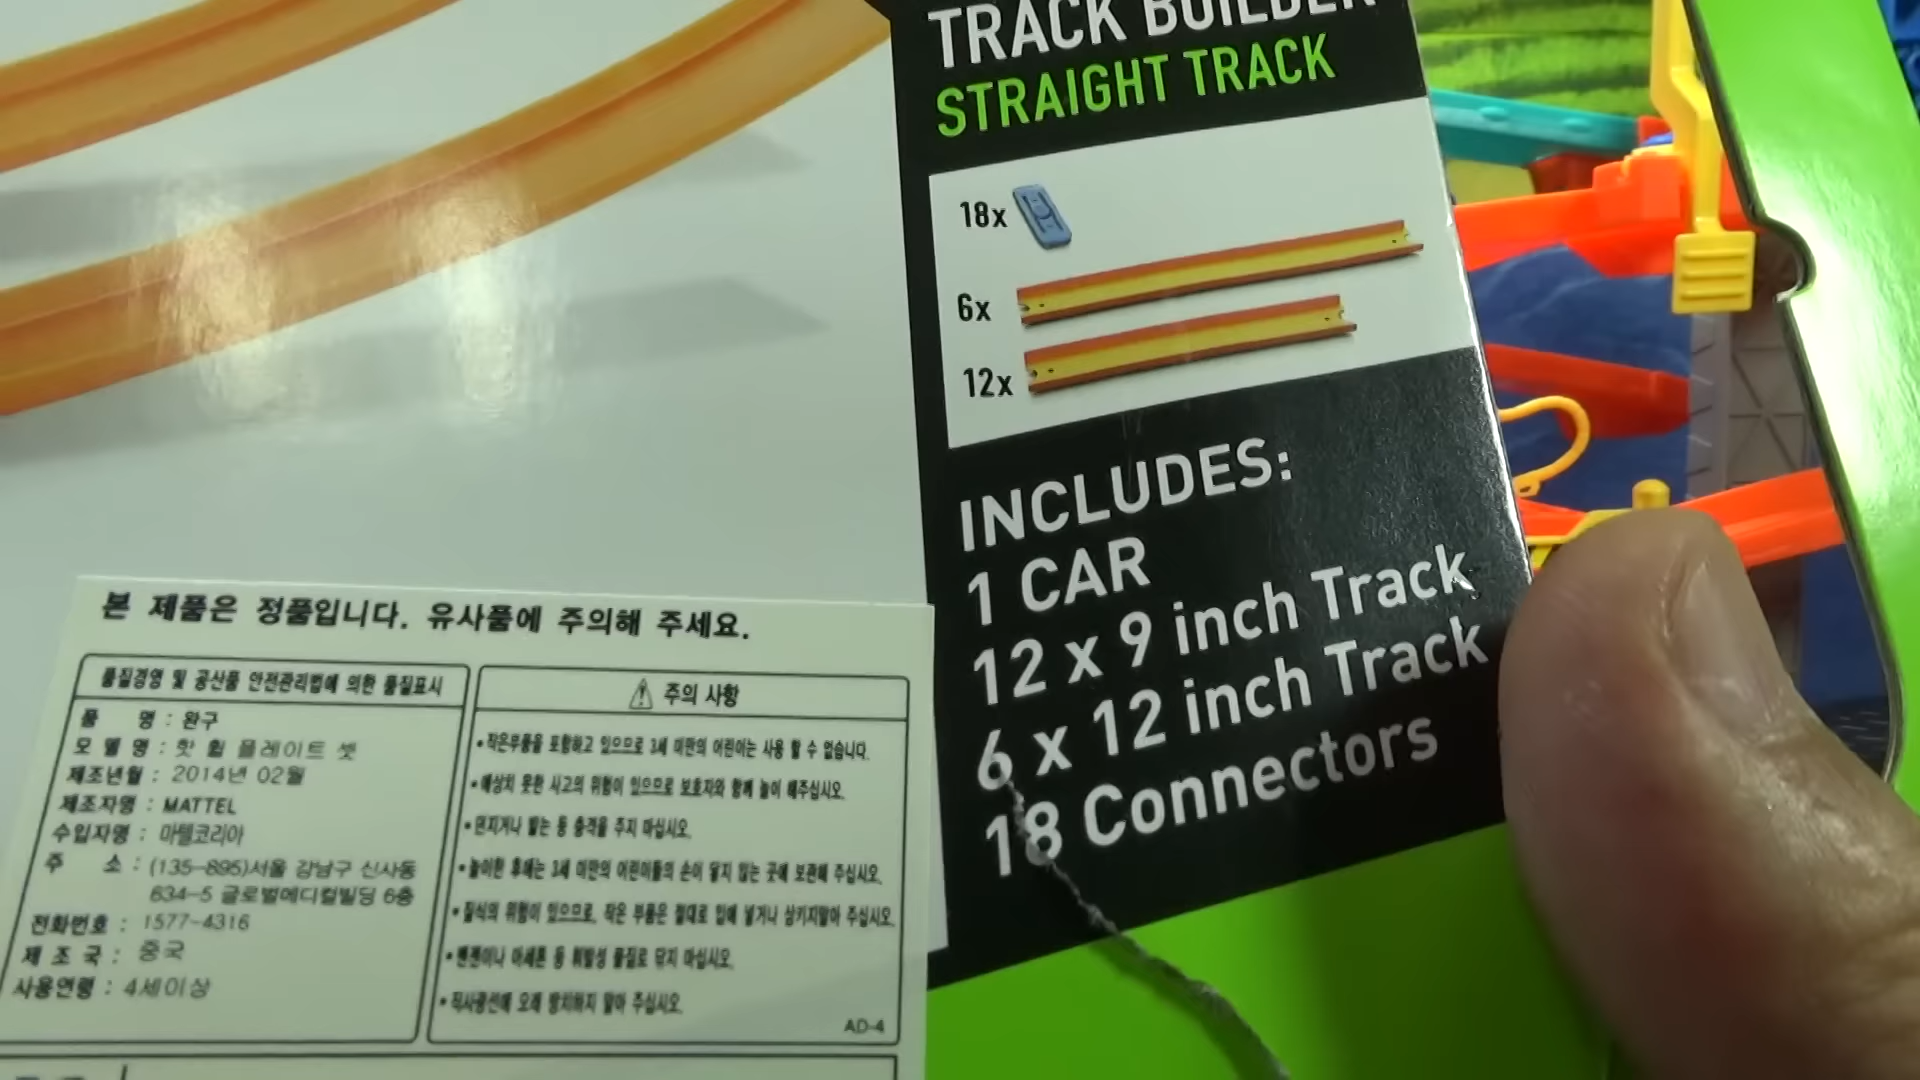 TRACK BUILDER
STRAIGHT TRACK
18x
6x
12x
INCLUDES:
1 CAR
12 x 9 inch Track
6 x 12 inch Track
18 Connectors
본 제품은 정품입니다. 유사품에 주의해 주세요.
품질경영 및 공산품 안전관리법에 의한 품질표시
품 명 : 완구
모 델 명 : 핫 휠 플레이트 셋
제조년월 : 2014년 02월
제조자명 : MATTEL
수입자명 : 마텔코리아
주 소 : (135-895)서울 강남구 신사동
634-5 글로벌메디컬빌딩 6층
전화번호 : 1577-4316
제 조 국 : 중국
사용연령 : 4세이상
주의 사항
• 작은부품을 포함하고 있으므로 3세 미만의 어린이는 사용 할 수 없습니다.
• 예상치 못한 사고의 위험이 있으므로 보호자와 함께 놀이 해주십시오.
• 던지거나 밟는 등 충격을 주지 마십시오.
• 놀이한 후에는 3세 미만의 어린이들의 손이 닿지 않는 곳에 보관해 주십시오.
• 질식의 위험이 있으므로, 작은 부품은 절대로 입에 넣거나 삼키지말아 주십시오.
• 벤젠이나 아세톤 등 휘발성 물질로 닦지 마십시오.
• 직사광선에 오래 방치하지 말아 주십시오.
AD-4